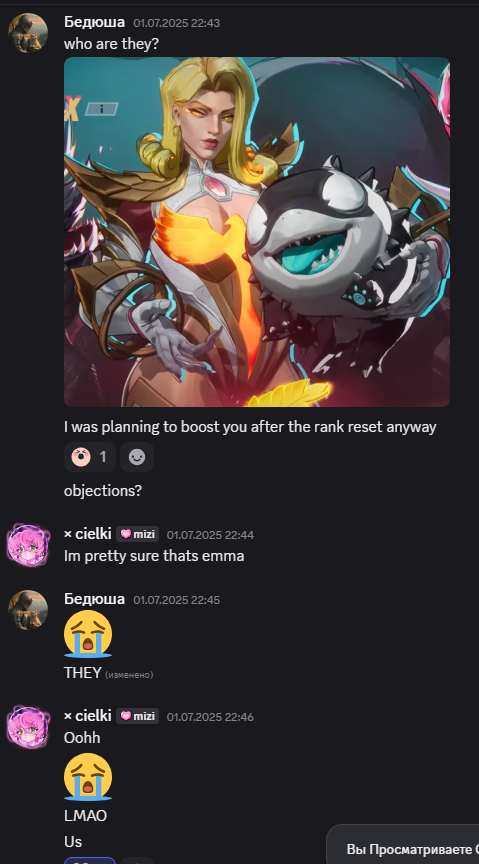 Бедюша 01.07.2025 22:43
who are they?
X i
I was planning to boost you after the rank reset anyway
1
objections?
× cielki mizi 01.07.2025 22:44
Im pretty sure thats emma
Бедюша 01.07.2025 22:45
THEY (изменено)
× cielki mizi 01.07.2025 22:46
Oohh
LMAO
Us
Вы Просматриваете